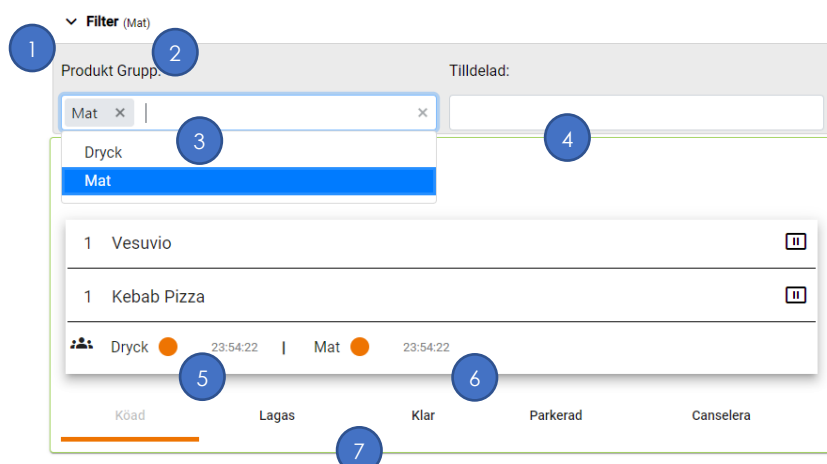 Filter (Mat)
1
2
Produkt Grupp:
Tilldelad:
Mat ×
×
3
4
Dryck
Mat
1 Vesuvio
1 Kebab Pizza
Dryck 23:54:22 | Mat 23:54:22
5
6
Köad Lagas Klar Parkerad Canselera
7